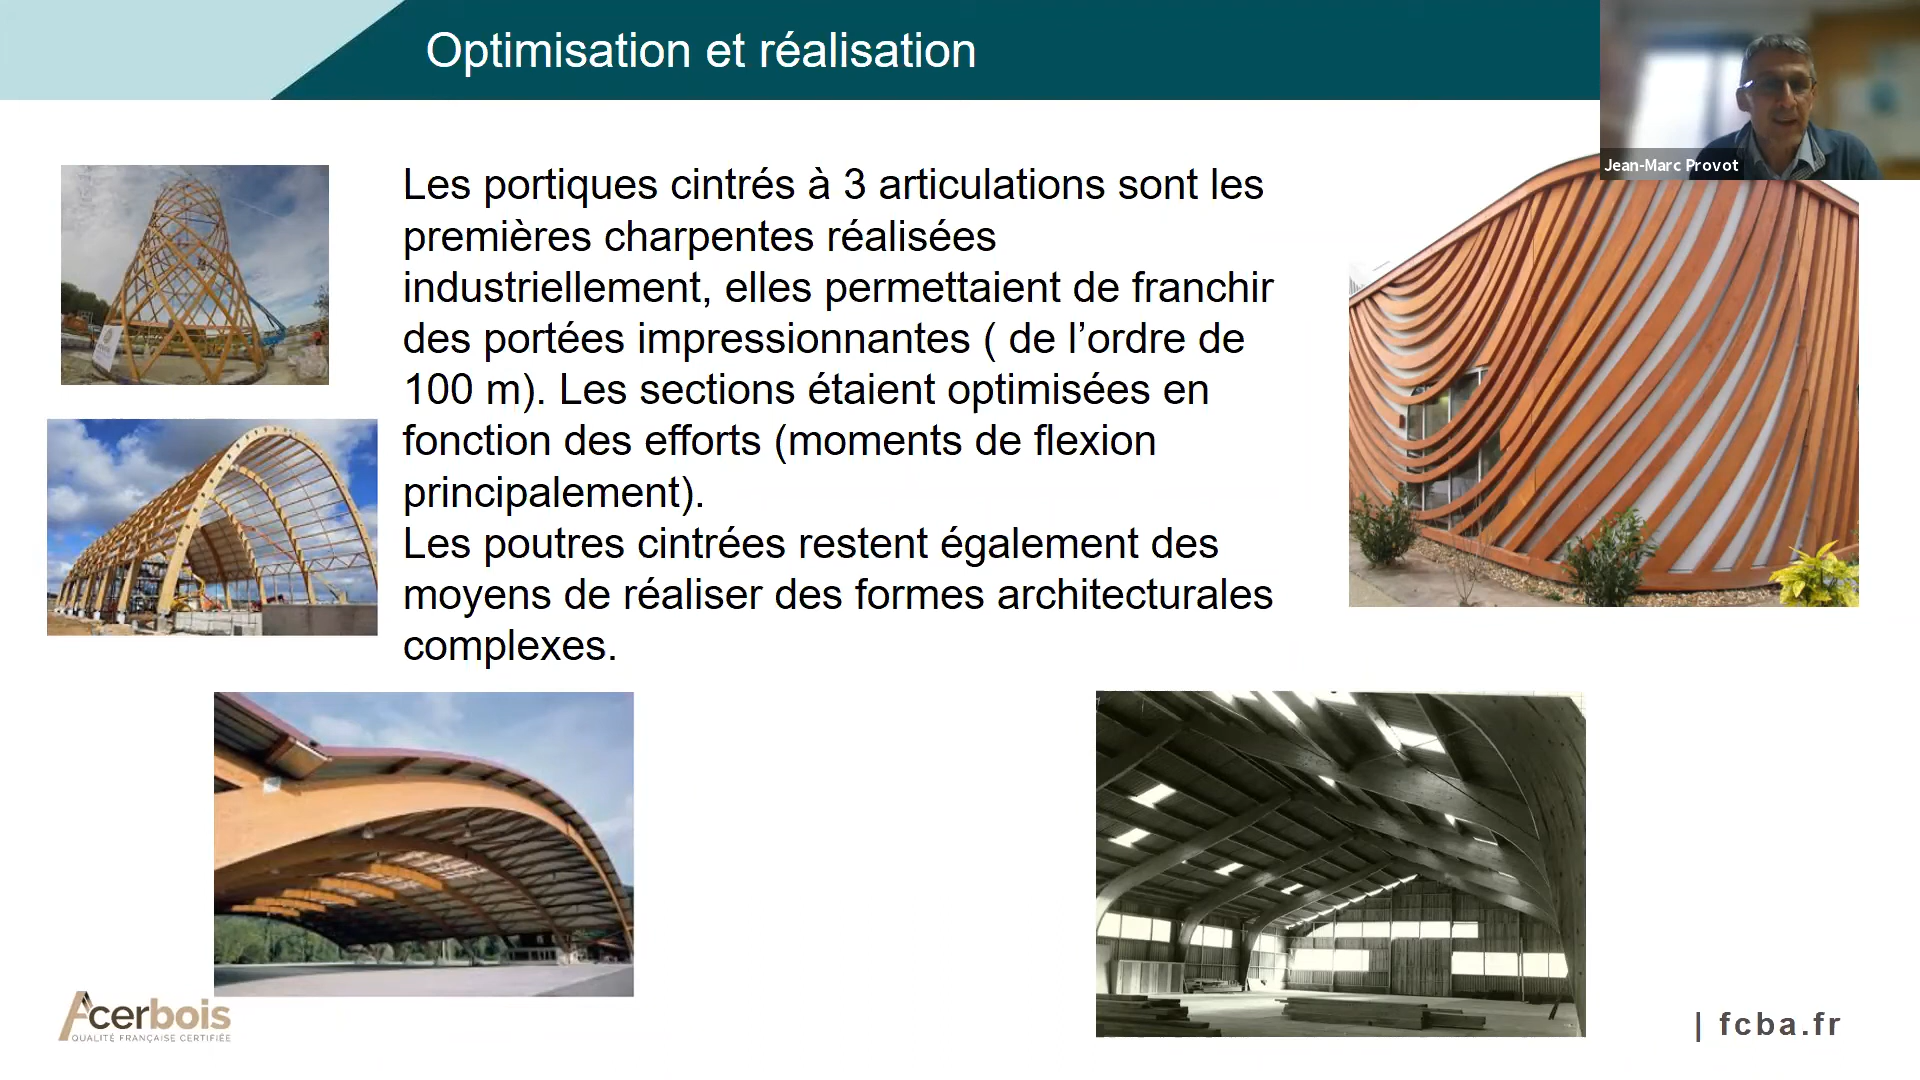 Optimisation et réalisation
Jean-Marc Provot
Les portiques cintrés à 3 articulations sont les
premières charpentes réalisées
industriellement, elles permettaient de franchir
des portées impressionnantes ( de l’ordre de
100 m). Les sections étaient optimisées en
fonction des efforts (moments de flexion
principalement).
Les poutres cintrées restent également des
moyens de réaliser des formes architecturales
complexes.
Acerbois
QUALITÉ FRANÇAISE CERTIFIÉE
| fcba.fr